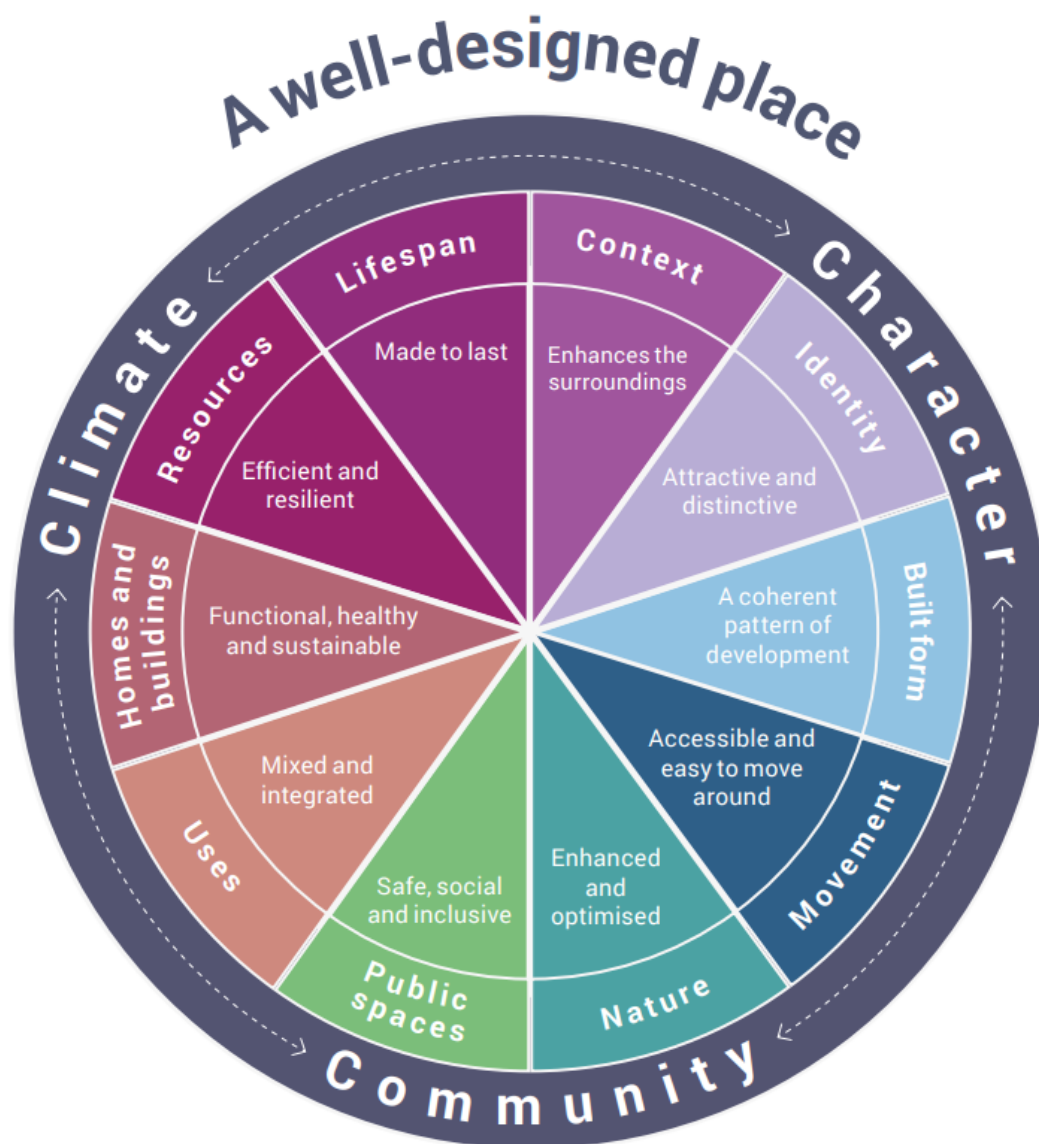 A well-designed place
Climate
Character
Community
Context
Enhances the
surroundings
Identity
Attractive and
distinctive
Built form
A coherent
pattern of
development
Movement
Accessible and
easy to move
around
Nature
Enhanced
and
optimised
Public
spaces
Safe, social
and inclusive
Uses
Mixed and
integrated
Homes and
buildings
Functional, healthy
and sustainable
Resources
Efficient and
resilient
Lifespan
Made to last